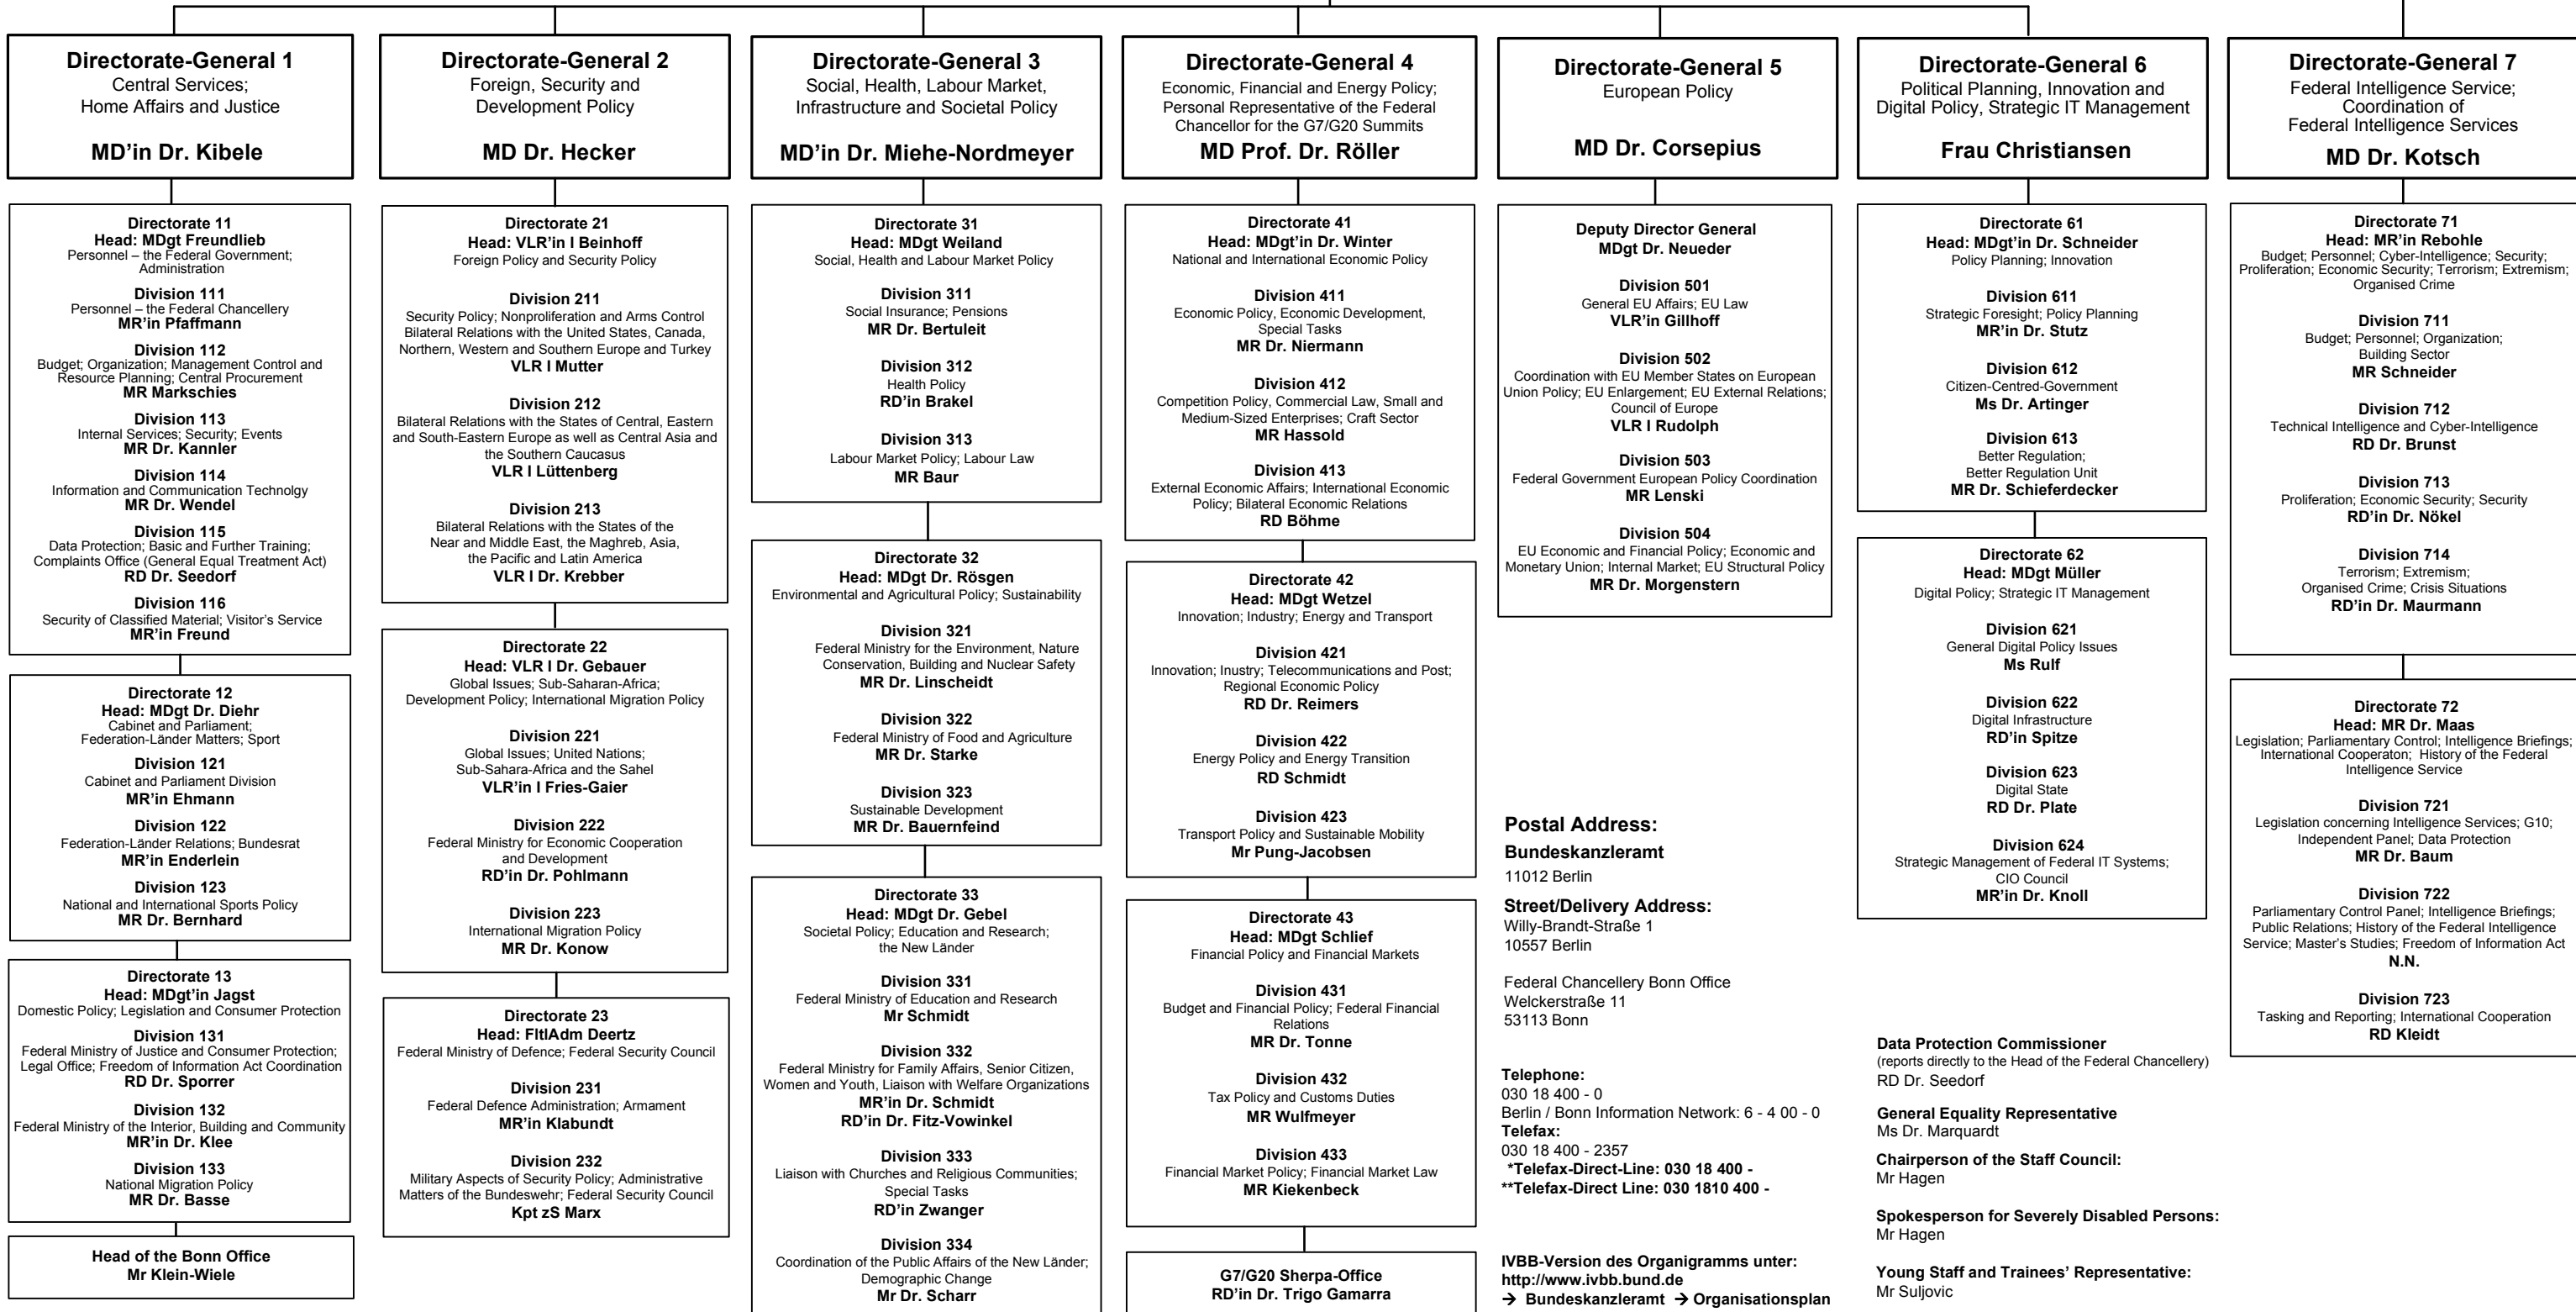 Directorate-General 1
Central Services;
Home Affairs and Justice
MD’in Dr. Kibele
Directorate 11
Head: MDgt Freundlieb
Personnel – the Federal Government;
Administration
Division 111
Personnel – the Federal Chancellery
MR’in Pfaffmann
Division 112
Budget; Organization; Management Control and
Resource Planning; Central Procurement
MR Markschies
Division 113
Internal Services; Security; Events
MR Dr. Kannler
Division 114
Information and Communication Technolgy
MR Dr. Wendel
Division 115
Data Protection; Basic and Further Training;
Complaints Office (General Equal Treatment Act)
RD Dr. Seedorf
Division 116
Security of Classified Material; Visitor’s Service
MR’in Freund
Directorate 12
Head: MDgt Dr. Diehr
Cabinet and Parliament;
Federation-Länder Matters; Sport
Division 121
Cabinet and Parliament Division
MR’in Ehmann
Division 122
Federation-Länder Relations; Bundesrat
MR’in Enderlein
Division 123
National and International Sports Policy
MR Dr. Bernhard
Directorate 13
Head: MDgt’in Jagst
Domestic Policy; Legislation and Consumer Protection
Division 131
Federal Ministry of Justice and Consumer Protection;
Legal Office; Freedom of Information Act Coordination
RD Dr. Sporrer
Division 132
Federal Ministry of the Interior, Building and Community
MR’in Dr. Klee
Division 133
National Migration Policy
MR Dr. Basse
Head of the Bonn Office
Mr Klein-Wiele
Directorate-General 2
Foreign, Security and
Development Policy
MD Dr. Hecker
Directorate 21
Head: VLR’in I Beinhoff
Foreign Policy and Security Policy
Division 211
Security Policy; Nonproliferation and Arms Control
Bilateral Relations with the United States, Canada,
Northern, Western and Southern Europe and Turkey
VLR I Mutter
Division 212
Bilateral Relations with the States of Central, Eastern
and South-Eastern Europe as well as Central Asia and
the Southern Caucasus
VLR I Lüttenberg
Division 213
Bilateral Relations with the States of the
Near and Middle East, the Maghreb, Asia,
the Pacific and Latin America
VLR I Dr. Krebber
Directorate 22
Head: VLR I Dr. Gebauer
Global Issues; Sub-Saharan-Africa;
Development Policy; International Migration Policy
Division 221
Global Issues; United Nations;
Sub-Sahara-Africa and the Sahel
VLR’in I Fries-Gaier
Division 222
Federal Ministry for Economic Cooperation
and Development
RD’in Dr. Pohlmann
Division 223
International Migration Policy
MR Dr. Konow
Directorate 23
Head: FltlAdm Deertz
Federal Ministry of Defence; Federal Security Council
Division 231
Federal Defence Administration; Armament
MR’in Klabundt
Division 232
Military Aspects of Security Policy; Administrative
Matters of the Bundeswehr; Federal Security Council
Kpt zS Marx
Directorate-General 3
Social, Health, Labour Market,
Infrastructure and Societal Policy
MD’in Dr. Miehe-Nordmeyer
Directorate 31
Head: MDgt Weiland
Social, Health and Labour Market Policy
Division 311
Social Insurance; Pensions
MR Dr. Bertuleit
Division 312
Health Policy
RD’in Brakel
Division 313
Labour Market Policy; Labour Law
MR Baur
Directorate 32
Head: MDgt Dr. Rösgen
Environmental and Agricultural Policy; Sustainability
Division 321
Federal Ministry for the Environment, Nature
Conservation, Building and Nuclear Safety
MR Dr. Linscheidt
Division 322
Federal Ministry of Food and Agriculture
MR Dr. Starke
Division 323
Sustainable Development
MR Dr. Bauernfeind
Directorate 33
Head: MDgt Dr. Gebel
Societal Policy; Education and Research;
the New Länder
Division 331
Federal Ministry of Education and Research
Mr Schmidt
Division 332
Federal Ministry for Family Affairs, Senior Citizen,
Women and Youth, Liaison with Welfare Organizations
MR’in Dr. Schmidt
RD’in Dr. Fitz-Vowinkel
Division 333
Liaison with Churches and Religious Communities;
Special Tasks
RD’in Zwanger
Division 334
Coordination of the Public Affairs of the New Länder;
Demographic Change
Mr Dr. Scharr
Directorate-General 4
Economic, Financial and Energy Policy;
Personal Representative of the Federal
Chancellor for the G7/G20 Summits
MD Prof. Dr. Röller
Directorate 41
Head: MDgt’in Dr. Winter
National and International Economic Policy
Division 411
Economic Policy, Economic Development,
Special Tasks
MR Dr. Niermann
Division 412
Competition Policy, Commercial Law, Small and
Medium-Sized Enterprises; Craft Sector
MR Hassold
Division 413
External Economic Affairs; International Economic
Policy; Bilateral Economic Relations
RD Böhme
Directorate 42
Head: MDgt Wetzel
Innovation; Industry; Energy and Transport
Division 421
Innovation; Inustry; Telecommunications and Post;
Regional Economic Policy
RD Dr. Reimers
Division 422
Energy Policy and Energy Transition
RD Schmidt
Division 423
Transport Policy and Sustainable Mobility
Mr Pung-Jacobsen
Directorate 43
Head: MDgt Schlief
Financial Policy and Financial Markets
Division 431
Budget and Financial Policy; Federal Financial
Relations
MR Dr. Tonne
Division 432
Tax Policy and Customs Duties
MR Wulfmeyer
Division 433
Financial Market Policy; Financial Market Law
MR Kiekenbeck
G7/G20 Sherpa-Office
RD’in Dr. Trigo Gamarra
Directorate-General 5
European Policy
MD Dr. Corsepius
Deputy Director General
MDgt Dr. Neueder
Division 501
General EU Affairs; EU Law
VLR’in Gillhoff
Division 502
Coordination with EU Member States on European
Union Policy; EU Enlargement; EU External Relations;
Council of Europe
VLR I Rudolph
Division 503
Federal Government European Policy Coordination
MR Lenski
Division 504
EU Economic and Financial Policy; Economic and
Monetary Union; Internal Market; EU Structural Policy
MR Dr. Morgenstern
Postal Address:
Bundeskanzleramt
11012 Berlin
Street/Delivery Address:
Willy-Brandt-Straße 1
10557 Berlin
Federal Chancellery Bonn Office
Welckerstraße 11
53113 Bonn
Telephone:
030 18 400 - 0
Berlin / Bonn Information Network: 6 - 4 00 - 0
Telefax:
030 18 400 - 2357
*Telefax-Direct-Line: 030 18 400 -
**Telefax-Direct Line: 030 1810 400 -
IVBB-Version des Organigramms unter:
http://www.ivbb.bund.de
→ Bundeskanzleramt → Organisationsplan
Directorate-General 6
Political Planning, Innovation and
Digital Policy, Strategic IT Management
Frau Christiansen
Directorate 61
Head: MDgt’in Dr. Schneider
Policy Planning; Innovation
Division 611
Strategic Foresight; Policy Planning
MR’in Dr. Stutz
Division 612
Citizen-Centred-Government
Ms Dr. Artinger
Division 613
Better Regulation;
Better Regulation Unit
MR Dr. Schieferdecker
Directorate 62
Head: MDgt Müller
Digital Policy; Strategic IT Management
Division 621
General Digital Policy Issues
Ms Rulf
Division 622
Digital Infrastructure
RD’in Spitze
Division 623
Digital State
RD Dr. Plate
Division 624
Strategic Management of Federal IT Systems;
CIO Council
MR’in Dr. Knoll
Data Protection Commissioner
(reports directly to the Head of the Federal Chancellery)
RD Dr. Seedorf
General Equality Representative
Ms Dr. Marquardt
Chairperson of the Staff Council:
Mr Hagen
Spokesperson for Severely Disabled Persons:
Mr Hagen
Young Staff and Trainees’ Representative:
Mr Suljovic
Directorate-General 7
Federal Intelligence Service;
Coordination of
Federal Intelligence Services
MD Dr. Kotsch
Directorate 71
Head: MR’in Rebohle
Budget; Personnel; Cyber-Intelligence; Security;
Proliferation; Economic Security; Terrorism; Extremism;
Organised Crime
Division 711
Budget; Personnel; Organization;
Building Sector
MR Schneider
Division 712
Technical Intelligence and Cyber-Intelligence
RD Dr. Brunst
Division 713
Proliferation; Economic Security; Security
RD’in Dr. Nökel
Division 714
Terrorism; Extremism;
Organised Crime; Crisis Situations
RD’in Dr. Maurmann
Directorate 72
Head: MR Dr. Maas
Legislation; Parliamentary Control; Intelligence Briefings;
International Cooperaton; History of the Federal
Intelligence Service
Division 721
Legislation concerning Intelligence Services; G10;
Independent Panel; Data Protection
MR Dr. Baum
Division 722
Parliamentary Control Panel; Intelligence Briefings;
Public Relations; History of the Federal Intelligence
Service; Master’s Studies; Freedom of Information Act
N.N.
Division 723
Tasking and Reporting; International Cooperation
RD Kleidt